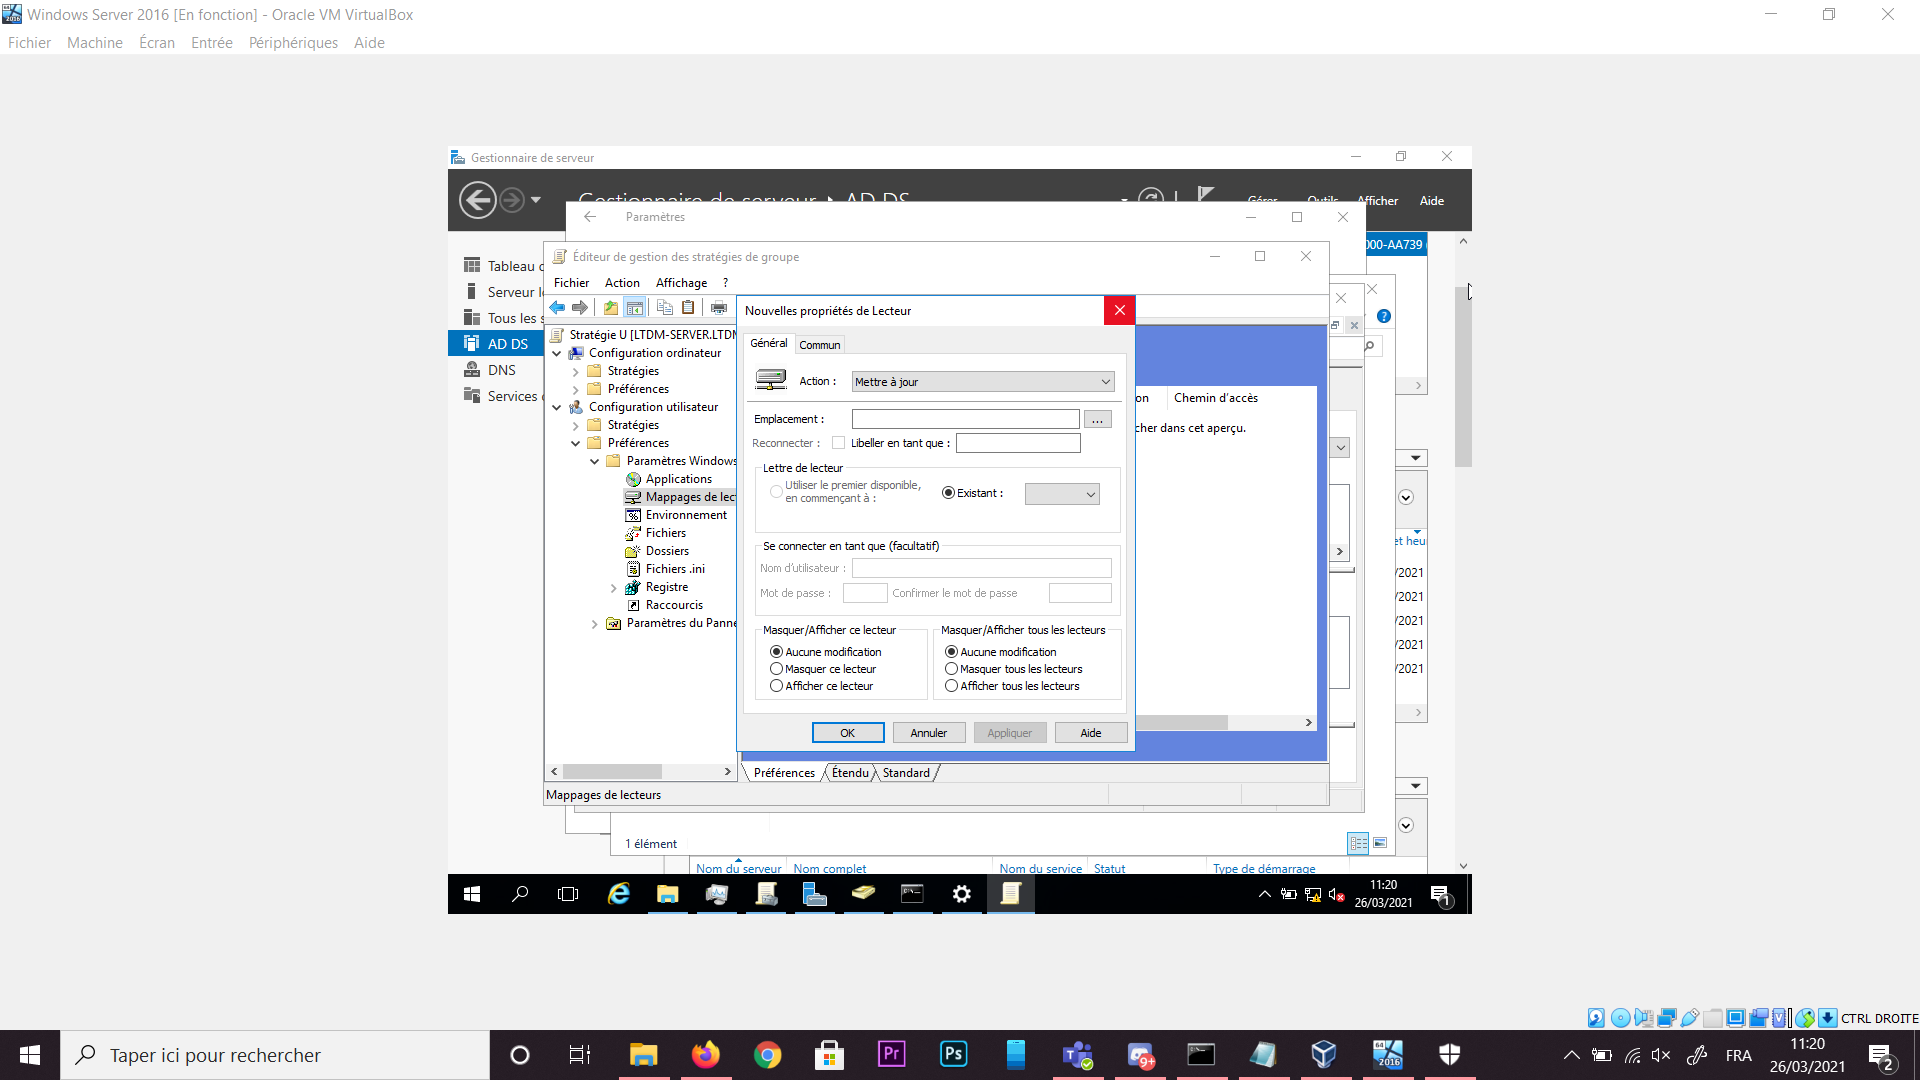 Windows Server 2016 [En fonction] - Oracle VM VirtualBox
Fichier Machine Écran Entrée Périphériques Aide
Gestionnaire de serveur
Gestionnaire de serveur AD DS
Gérer Outils Afficher Aide
Paramètres
000-AA739
Éditeur de gestion des stratégies de groupe
Fichier Action Affichage ?
Tableau
Serveur
Tous les
AD DS
DNS
Services
Stratégie U [LTDM-SERVER.LTDM
Configuration ordinateur
Stratégies
Préférences
Configuration utilisateur
Stratégies
Préférences
Paramètres Windows
Applications
Mappages de lect
Environnement
Fichiers
Dossiers
Fichiers .ini
Registre
Raccourcis
Paramètres du Panne
Nouvelles propriétés de Lecteur
Général Commun
Action : Mettre à jour
Emplacement : ...
Reconnecter : Libeller en tant que :
Lettre de lecteur
Utiliser le premier disponible,
en commençant à :
Existant :
Se connecter en tant que (facultatif)
Nom d'utilisateur :
Mot de passe : Confirmer le mot de passe
Masquer/Afficher ce lecteur
Aucune modification
Masquer ce lecteur
Afficher ce lecteur
Masquer/Afficher tous les lecteurs
Aucune modification
Masquer tous les lecteurs
Afficher tous les lecteurs
OK Annuler Appliquer Aide
on Chemin d'accès
cher dans cet aperçu.
et heu
/2021
/2021
/2021
/2021
/2021
Préférences Étendu Standard
Mappages de lecteurs
1 élément
Nom du serveur Nom complet Nom du service Statut Type de démarrage
11:20
26/03/2021
1
CTRL DROITE
Taper ici pour rechercher
Pr Ps 9+ 64 2016
FRA
11:20
26/03/2021
2